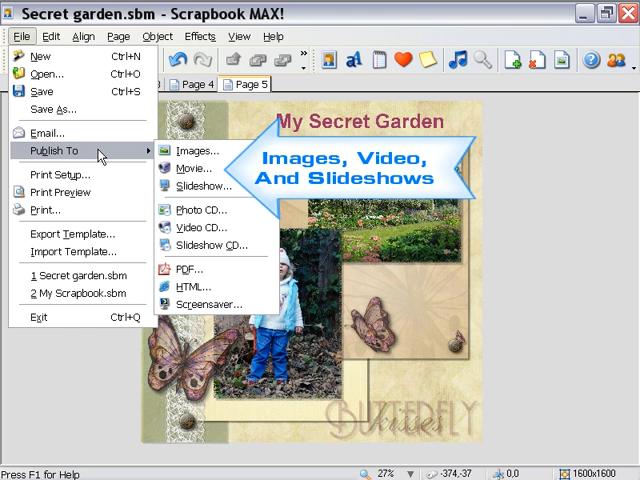 Secret garden.sbm - Scrapbook MAX!
File Edit Align Page Object Effects View Help
Page 4 Page 5
New Ctrl+N
Open... Ctrl+O
Save Ctrl+S
Save As...
Email...
Publish To
Print Setup...
Print Preview
Print...
Export Template...
Import Template...
1 Secret garden.sbm
2 My Scrapbook.sbm
Exit Ctrl+Q
Images...
Movie...
Slideshow...
Photo CD...
Video CD...
Slideshow CD...
PDF...
HTML...
Screensaver...
My Secret Garden
Images, Video,
And Slideshows
BUTTERFLY
kisses
Press F1 for Help
27%
-374,-37
0,0
1600x1600